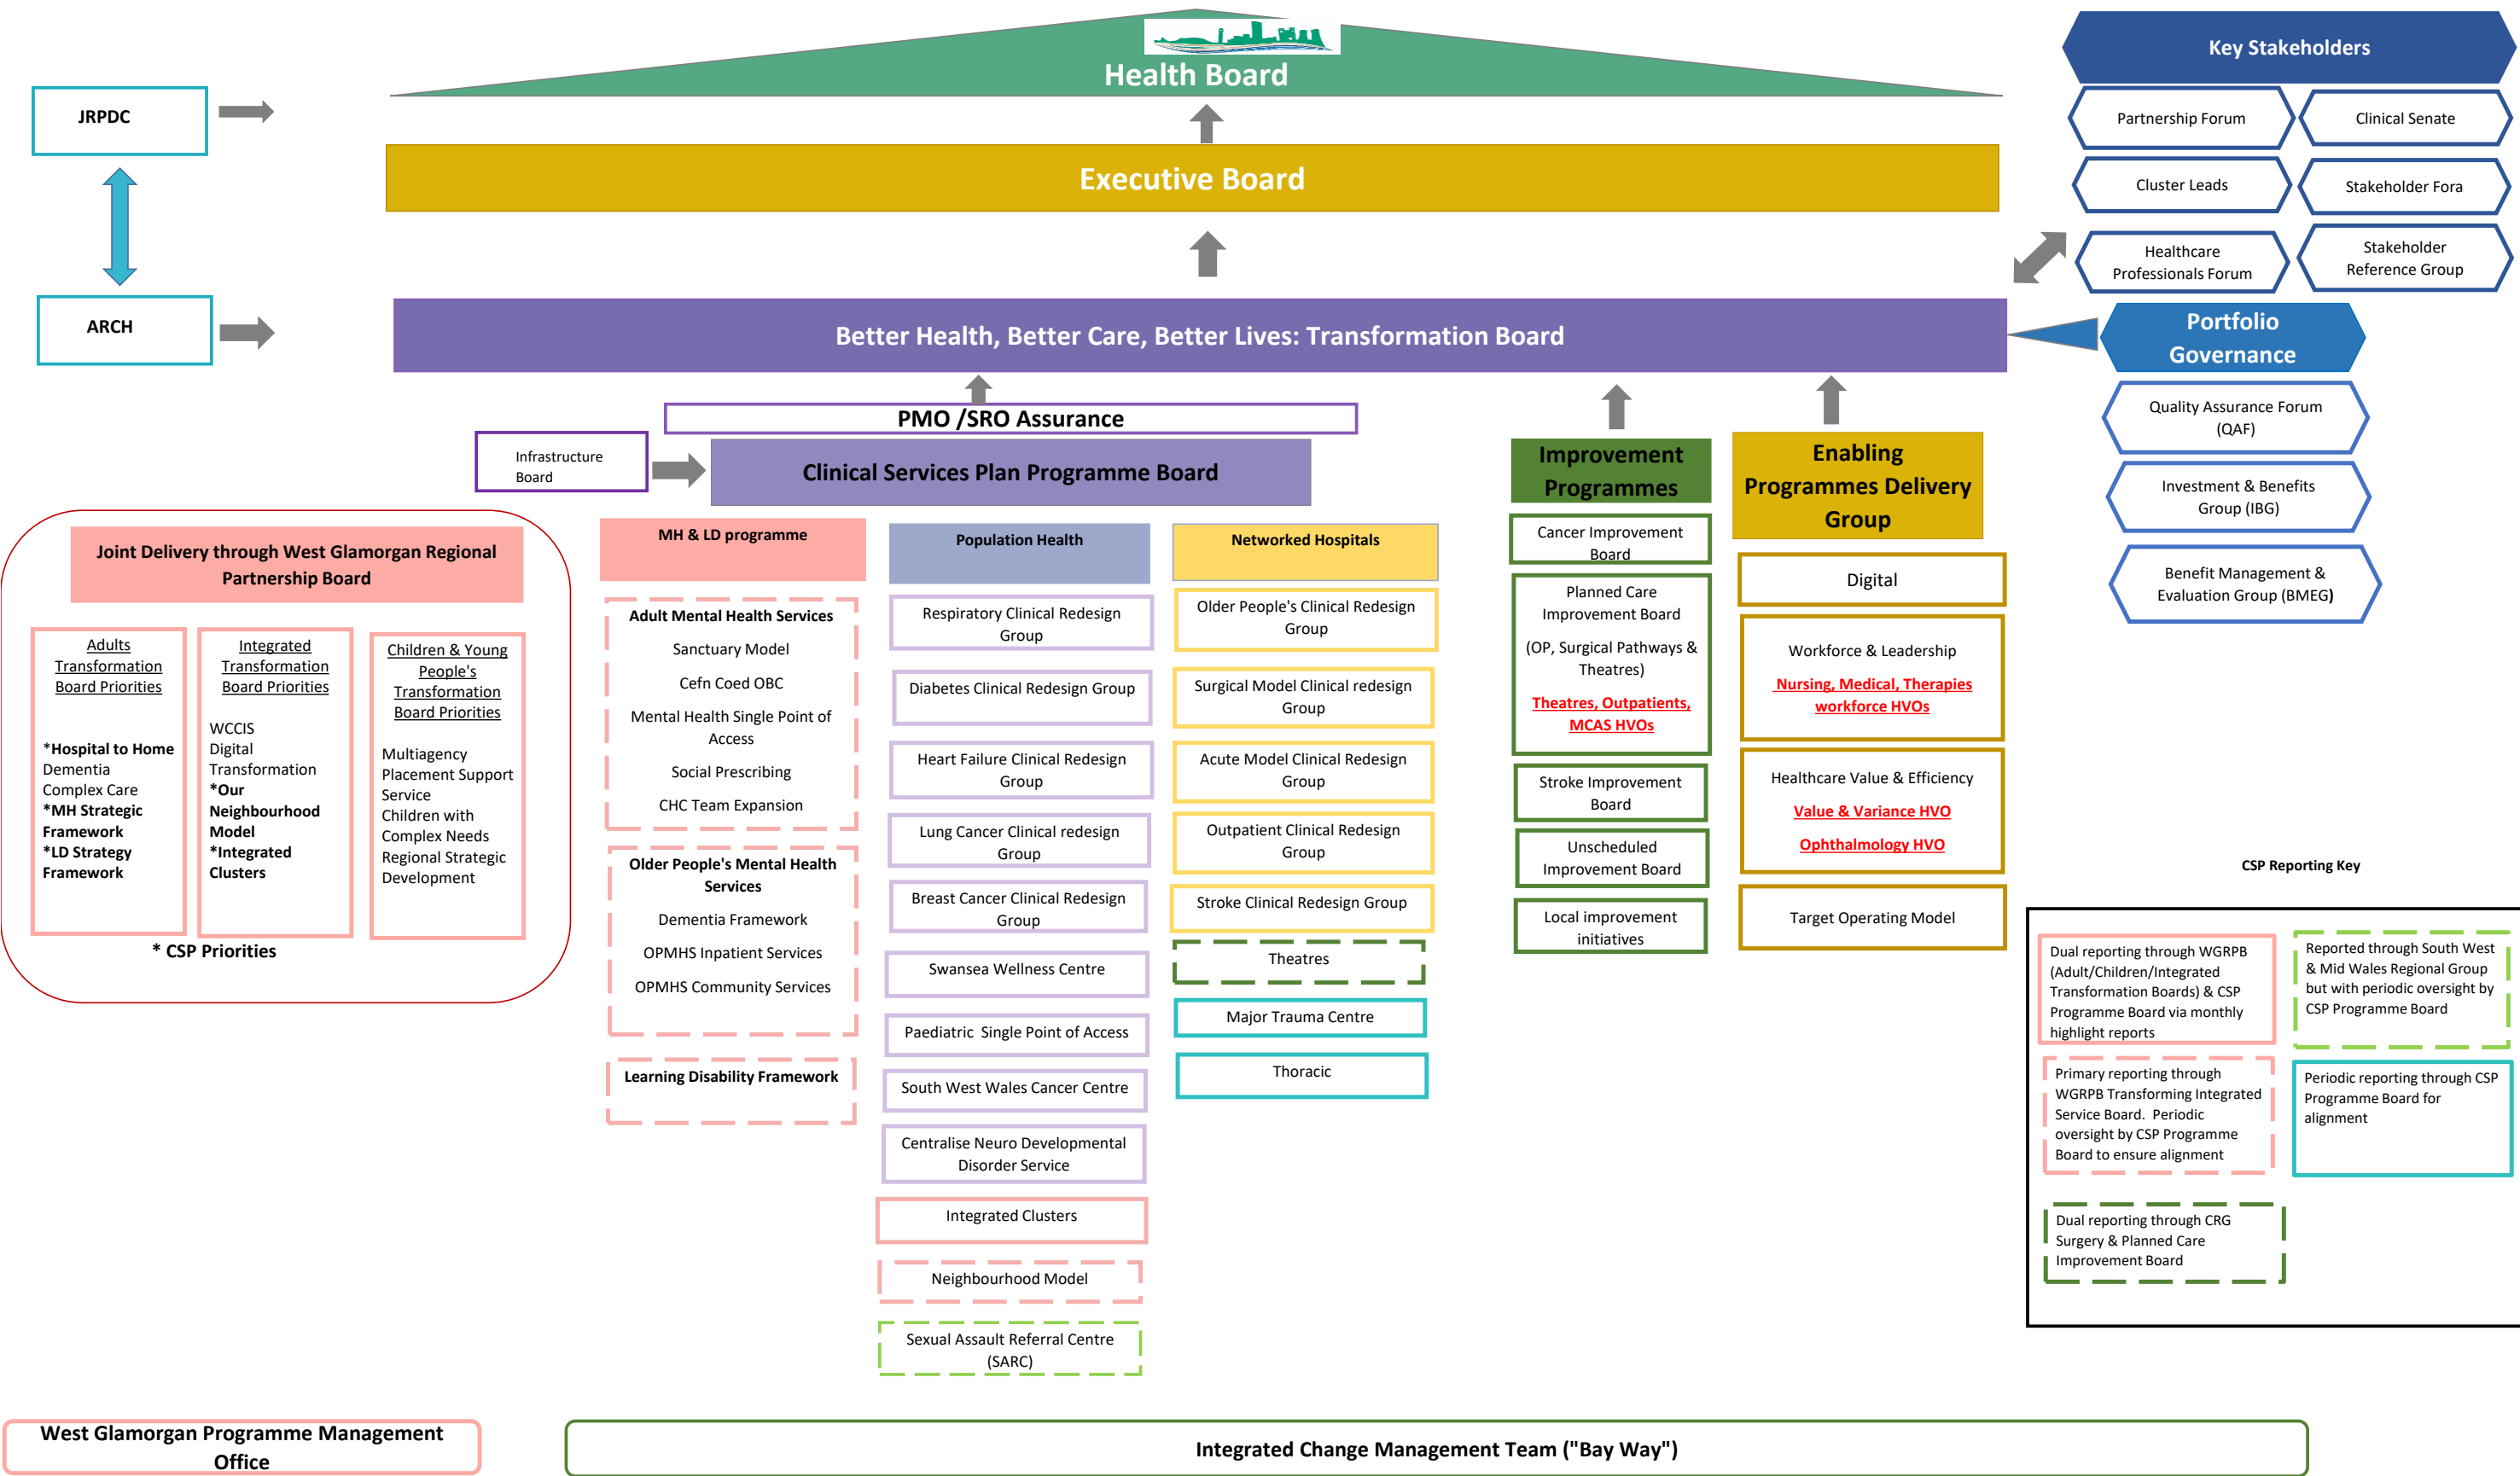 Health Board
Key Stakeholders
JRPDC
Partnership Forum
Clinical Senate
Executive Board
Cluster Leads
Stakeholder Fora
Healthcare
Professionals Forum
Stakeholder
Reference Group
ARCH
Better Health, Better Care, Better Lives: Transformation Board
Portfolio
Governance
Quality Assurance Forum
(QAF)
Investment & Benefits
Group (IBG)
Benefit Management &
Evaluation Group (BMEG)
PMO /SRO Assurance
Infrastructure
Board
Clinical Services Plan Programme Board
Joint Delivery through West Glamorgan Regional
Partnership Board
Adults
Transformation
Board Priorities
*Hospital to Home
Dementia
Complex Care
*MH Strategic
Framework
*LD Strategy
Framework
Integrated
Transformation
Board Priorities
WCCIS
Digital
Transformation
*Our
Neighbourhood
Model
*Integrated
Clusters
Children & Young
People's
Transformation
Board Priorities
Multiagency
Placement Support
Service
Children with
Complex Needs
Regional Strategic
Development
* CSP Priorities
MH & LD programme
Adult Mental Health Services
Sanctuary Model
Cefn Coed OBC
Mental Health Single Point of
Access
Social Prescribing
CHC Team Expansion
Older People's Mental Health
Services
Dementia Framework
OPMHS Inpatient Services
OPMHS Community Services
Learning Disability Framework
Population Health
Respiratory Clinical Redesign
Group
Diabetes Clinical Redesign Group
Heart Failure Clinical Redesign
Group
Lung Cancer Clinical redesign
Group
Breast Cancer Clinical Redesign
Group
Swansea Wellness Centre
Paediatric  Single Point of Access
South West Wales Cancer Centre
Centralise Neuro Developmental
Disorder Service
Integrated Clusters
Neighbourhood Model
Sexual Assault Referral Centre
(SARC)
Networked Hospitals
Older People's Clinical Redesign
Group
Surgical Model Clinical redesign
Group
Acute Model Clinical Redesign
Group
Outpatient Clinical Redesign
Group
Stroke Clinical Redesign Group
Theatres
Major Trauma Centre
Thoracic
Improvement
Programmes
Cancer Improvement
Board
Planned Care
Improvement Board
(OP, Surgical Pathways &
Theatres)
Theatres, Outpatients,
MCAS HVOs
Stroke Improvement
Board
Unscheduled
Improvement Board
Local improvement
initiatives
Enabling
Programmes Delivery
Group
Digital
Workforce & Leadership
Nursing, Medical, Therapies
workforce HVOs
Healthcare Value & Efficiency
Value & Variance HVO
Ophthalmology HVO
Target Operating Model
CSP Reporting Key
Dual reporting through WGRPB
(Adult/Children/Integrated
Transformation Boards) & CSP
Programme Board via monthly
highlight reports
Reported through South West
& Mid Wales Regional Group
but with periodic oversight by
CSP Programme Board
Primary reporting through
WGRPB Transforming Integrated
Service Board.  Periodic
oversight by CSP Programme
Board to ensure alignment
Periodic reporting through CSP
Programme Board for
alignment
Dual reporting through CRG
Surgery & Planned Care
Improvement Board
West Glamorgan Programme Management
Office
Integrated Change Management Team ("Bay Way")